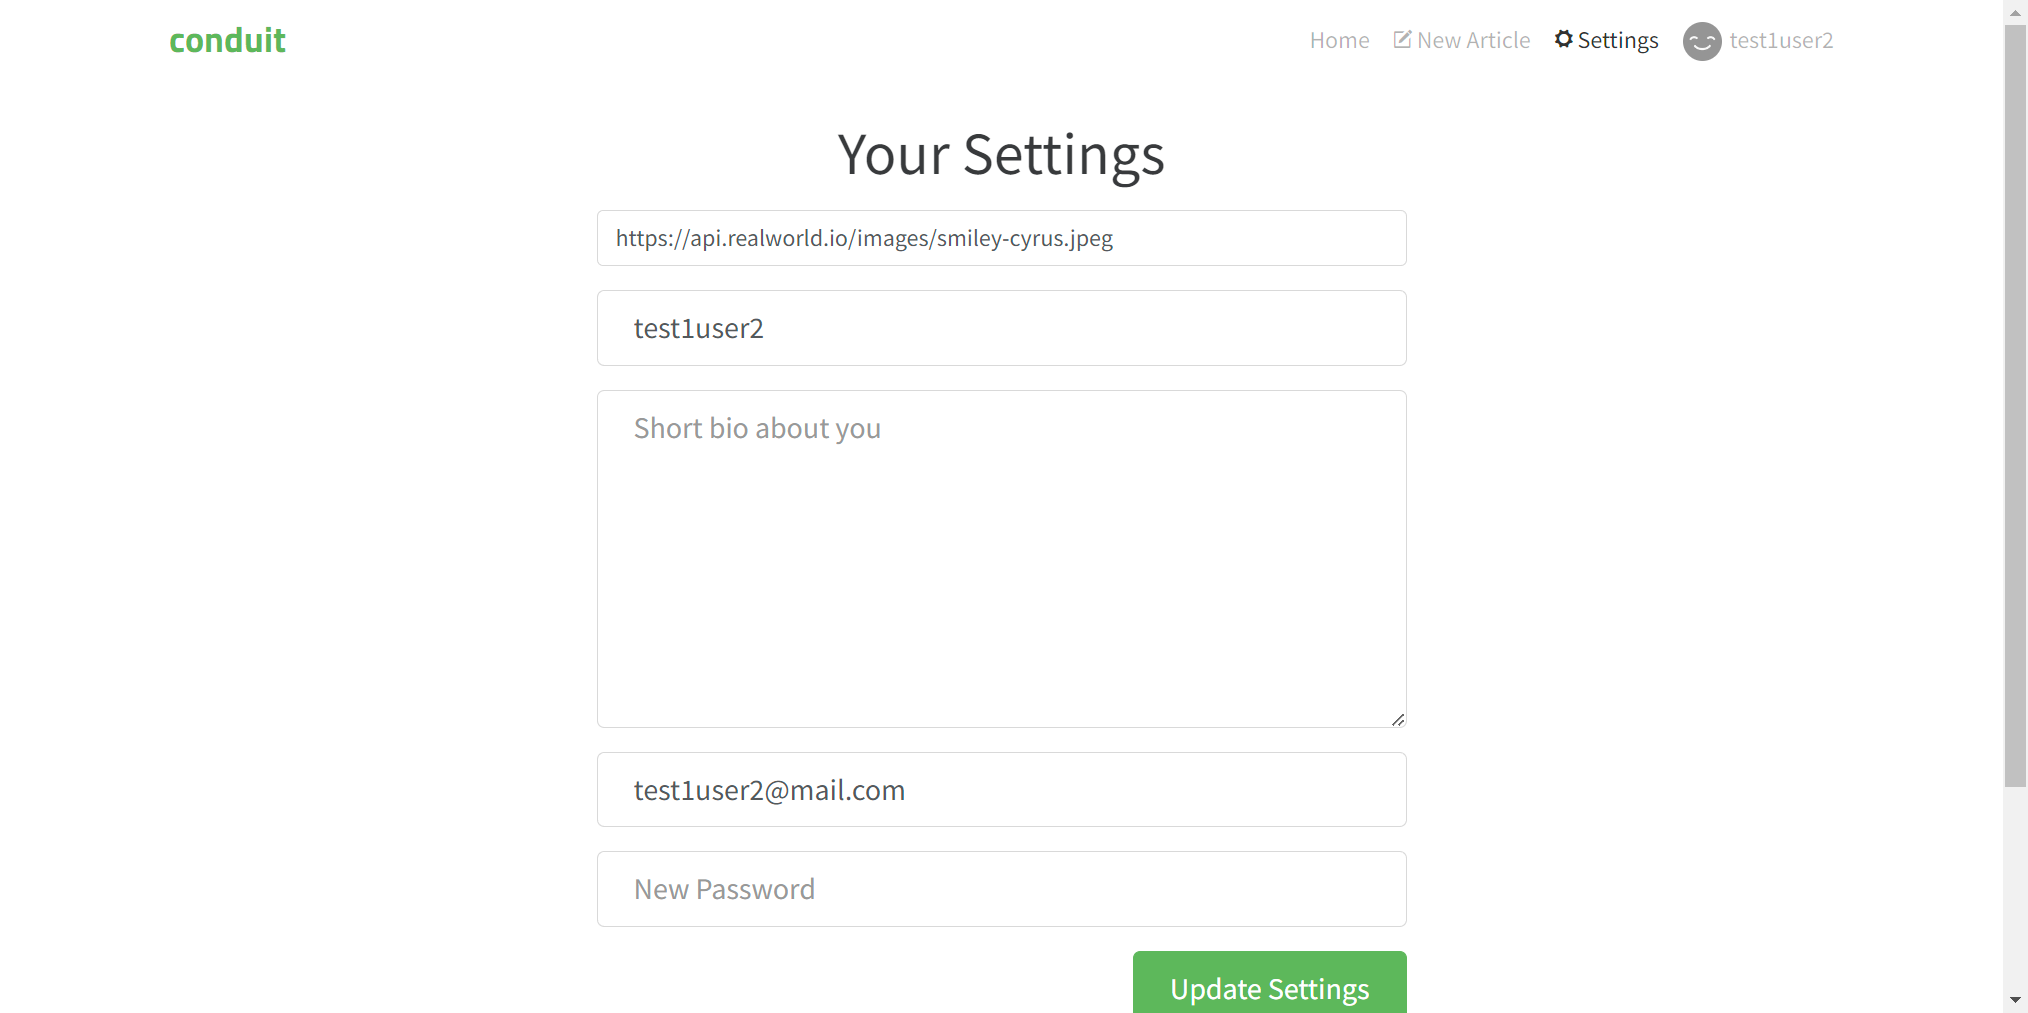 conduit
Home New Article Settings test1user2
Your Settings
https://api.realworld.io/images/smiley-cyrus.jpeg
test1user2
Short bio about you
test1user2@mail.com
New Password
Update Settings